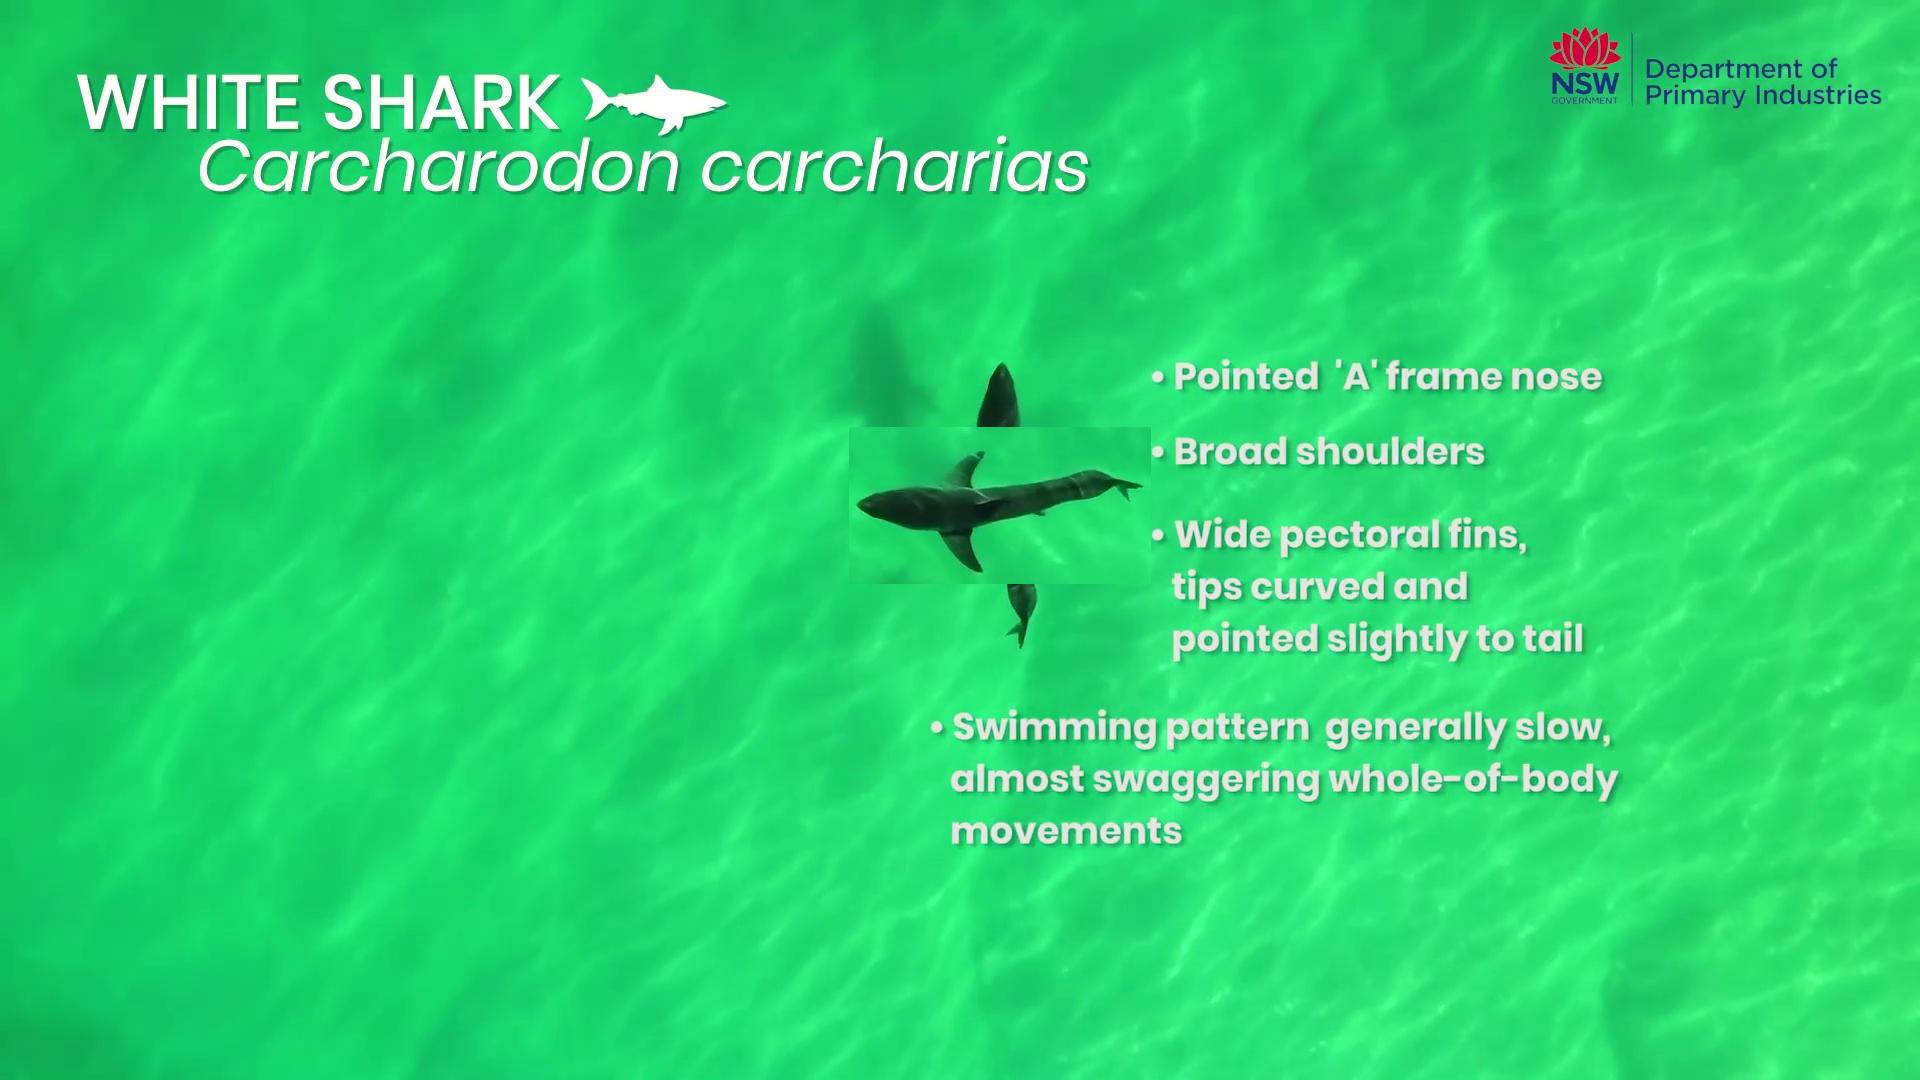 WHITE SHARK
Carcharodon carcharias
NSW
GOVERNMENT
Department of
Primary Industries
• Pointed 'A' frame nose
• Broad shoulders
• Wide pectoral fins,
tips curved and
pointed slightly to tail
• Swimming pattern generally slow,
almost swaggering whole-of-body
movements